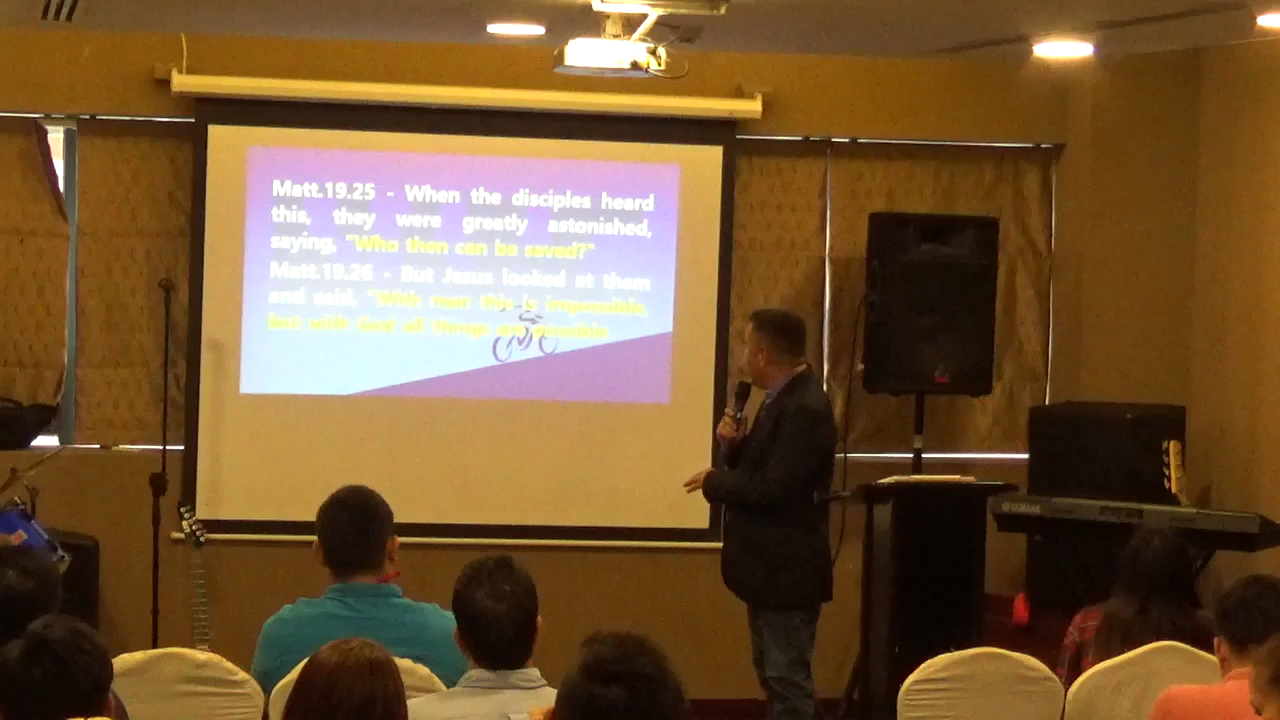 Matt.19.25 - When the disciples heard
this, they were greatly astonished,
saying, "Who then can be saved?"
Matt.19.26 - But Jesus looked at them
and said, "With man this is impossible,
but with God all things are possible
YAMAHA